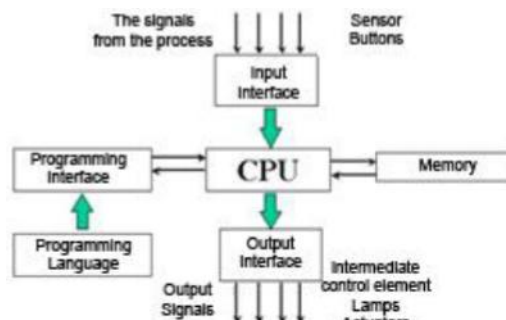 The signals
from the process
Sensor
Buttons
Input
Interface
Programming
Interface
CPU
Memory
Programming
Language
Output
Interface
Output
Signals
Intermediate
control element
Lamps
Actuators